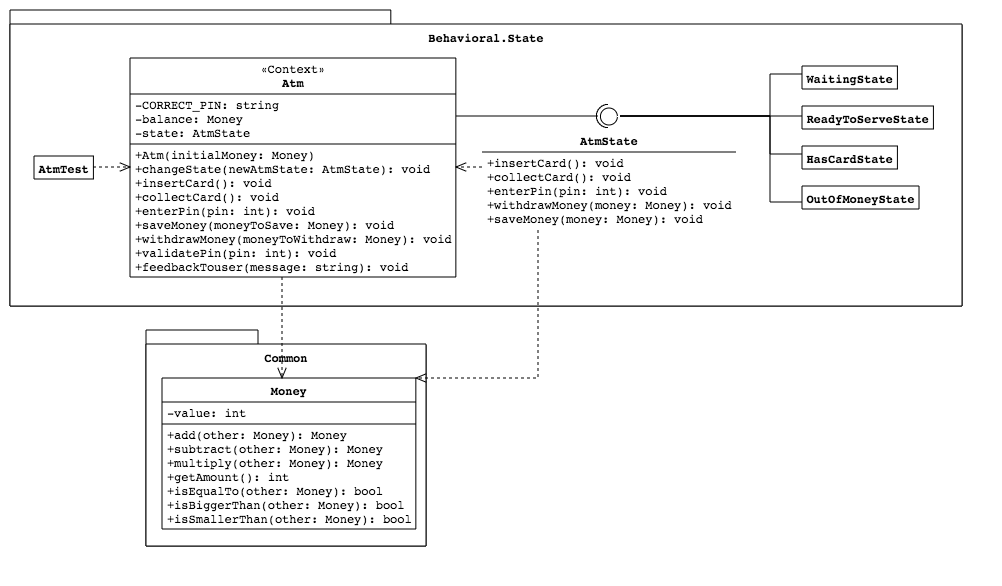 Behavioral.State
«Context»
Atm
-CORRECT_PIN: string
-balance: Money
-state: AtmState
+Atm(initialMoney: Money)
+changeState(newAtmState: AtmState): void
+insertCard(): void
+collectCard(): void
+enterPin(pin: int): void
+saveMoney(moneyToSave: Money): void
+withdrawMoney(moneyToWithdraw: Money): void
+validatePin(pin: int): void
+feedbackTouser(message: string): void
AtmTest
AtmState
+insertCard(): void
+collectCard(): void
+enterPin(pin: int): void
+withdrawMoney(money: Money): void
+saveMoney(money: Money): void
WaitingState
ReadyToServeState
HasCardState
OutOfMoneyState
Common
Money
-value: int
+add(other: Money): Money
+subtract(other: Money): Money
+multiply(other: Money): Money
+getAmount(): int
+isEqualTo(other: Money): bool
+isBiggerThan(other: Money): bool
+isSmallerThan(other: Money): bool